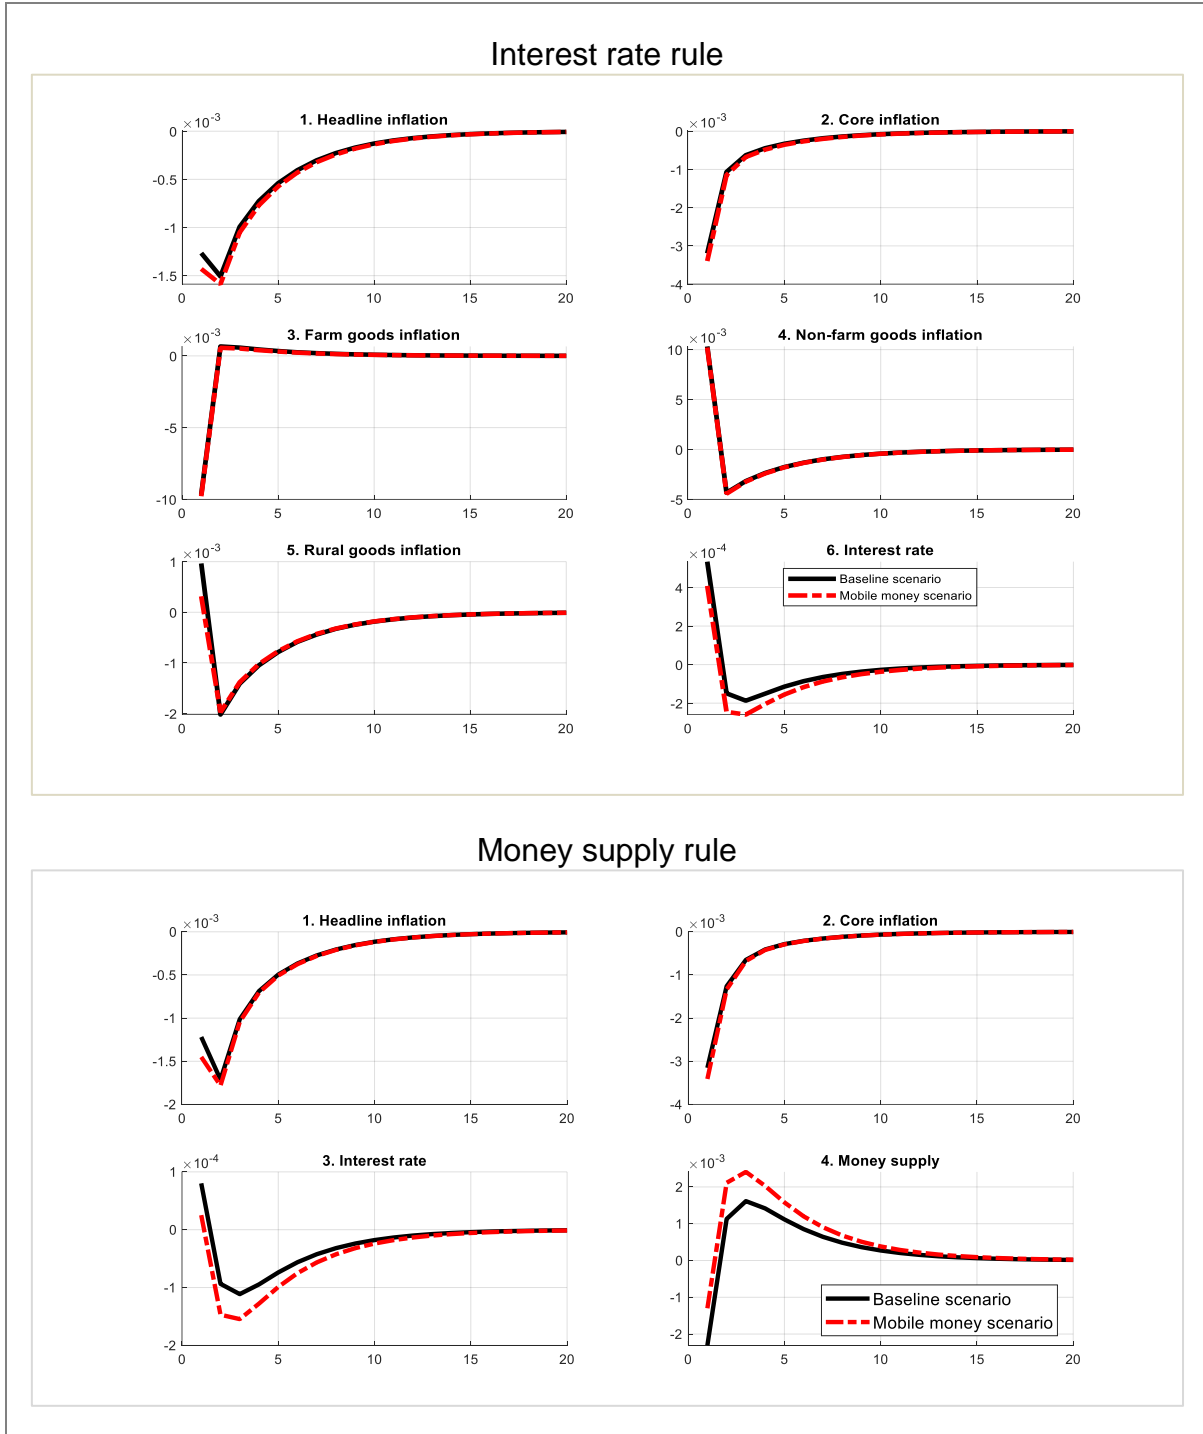 Interest rate rule
1. Headline inflation
×10⁻³
0
-0.5
-1
-1.5
0 5 10 15 20
2. Core inflation
×10⁻³
0
-1
-2
-3
-4
0 5 10 15 20
3. Farm goods inflation
×10⁻³
0
-5
-10
0 5 10 15 20
4. Non-farm goods inflation
×10⁻³
10
5
0
-5
0 5 10 15 20
5. Rural goods inflation
×10⁻³
1
0
-1
-2
0 5 10 15 20
6. Interest rate
×10⁻⁴
Baseline scenario
Mobile money scenario
4
2
0
-2
0 5 10 15 20
Money supply rule
1. Headline inflation
×10⁻³
0
-0.5
-1
-1.5
-2
0 5 10 15 20
2. Core inflation
×10⁻³
0
-1
-2
-3
-4
0 5 10 15 20
3. Interest rate
×10⁻⁴
1
0
-1
-2
0 5 10 15 20
4. Money supply
×10⁻³
2
1
0
-1
-2
Baseline scenario
Mobile money scenario
0 5 10 15 20